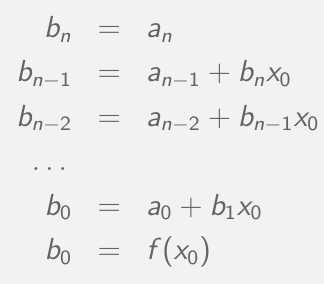 b_n = a_n
b_{n−1} = a_{n−1} + b_n x_0
b_{n−2} = a_{n−2} + b_{n−1} x_0
...
b_0 = a_0 + b_1 x_0
b_0 = f(x_0)